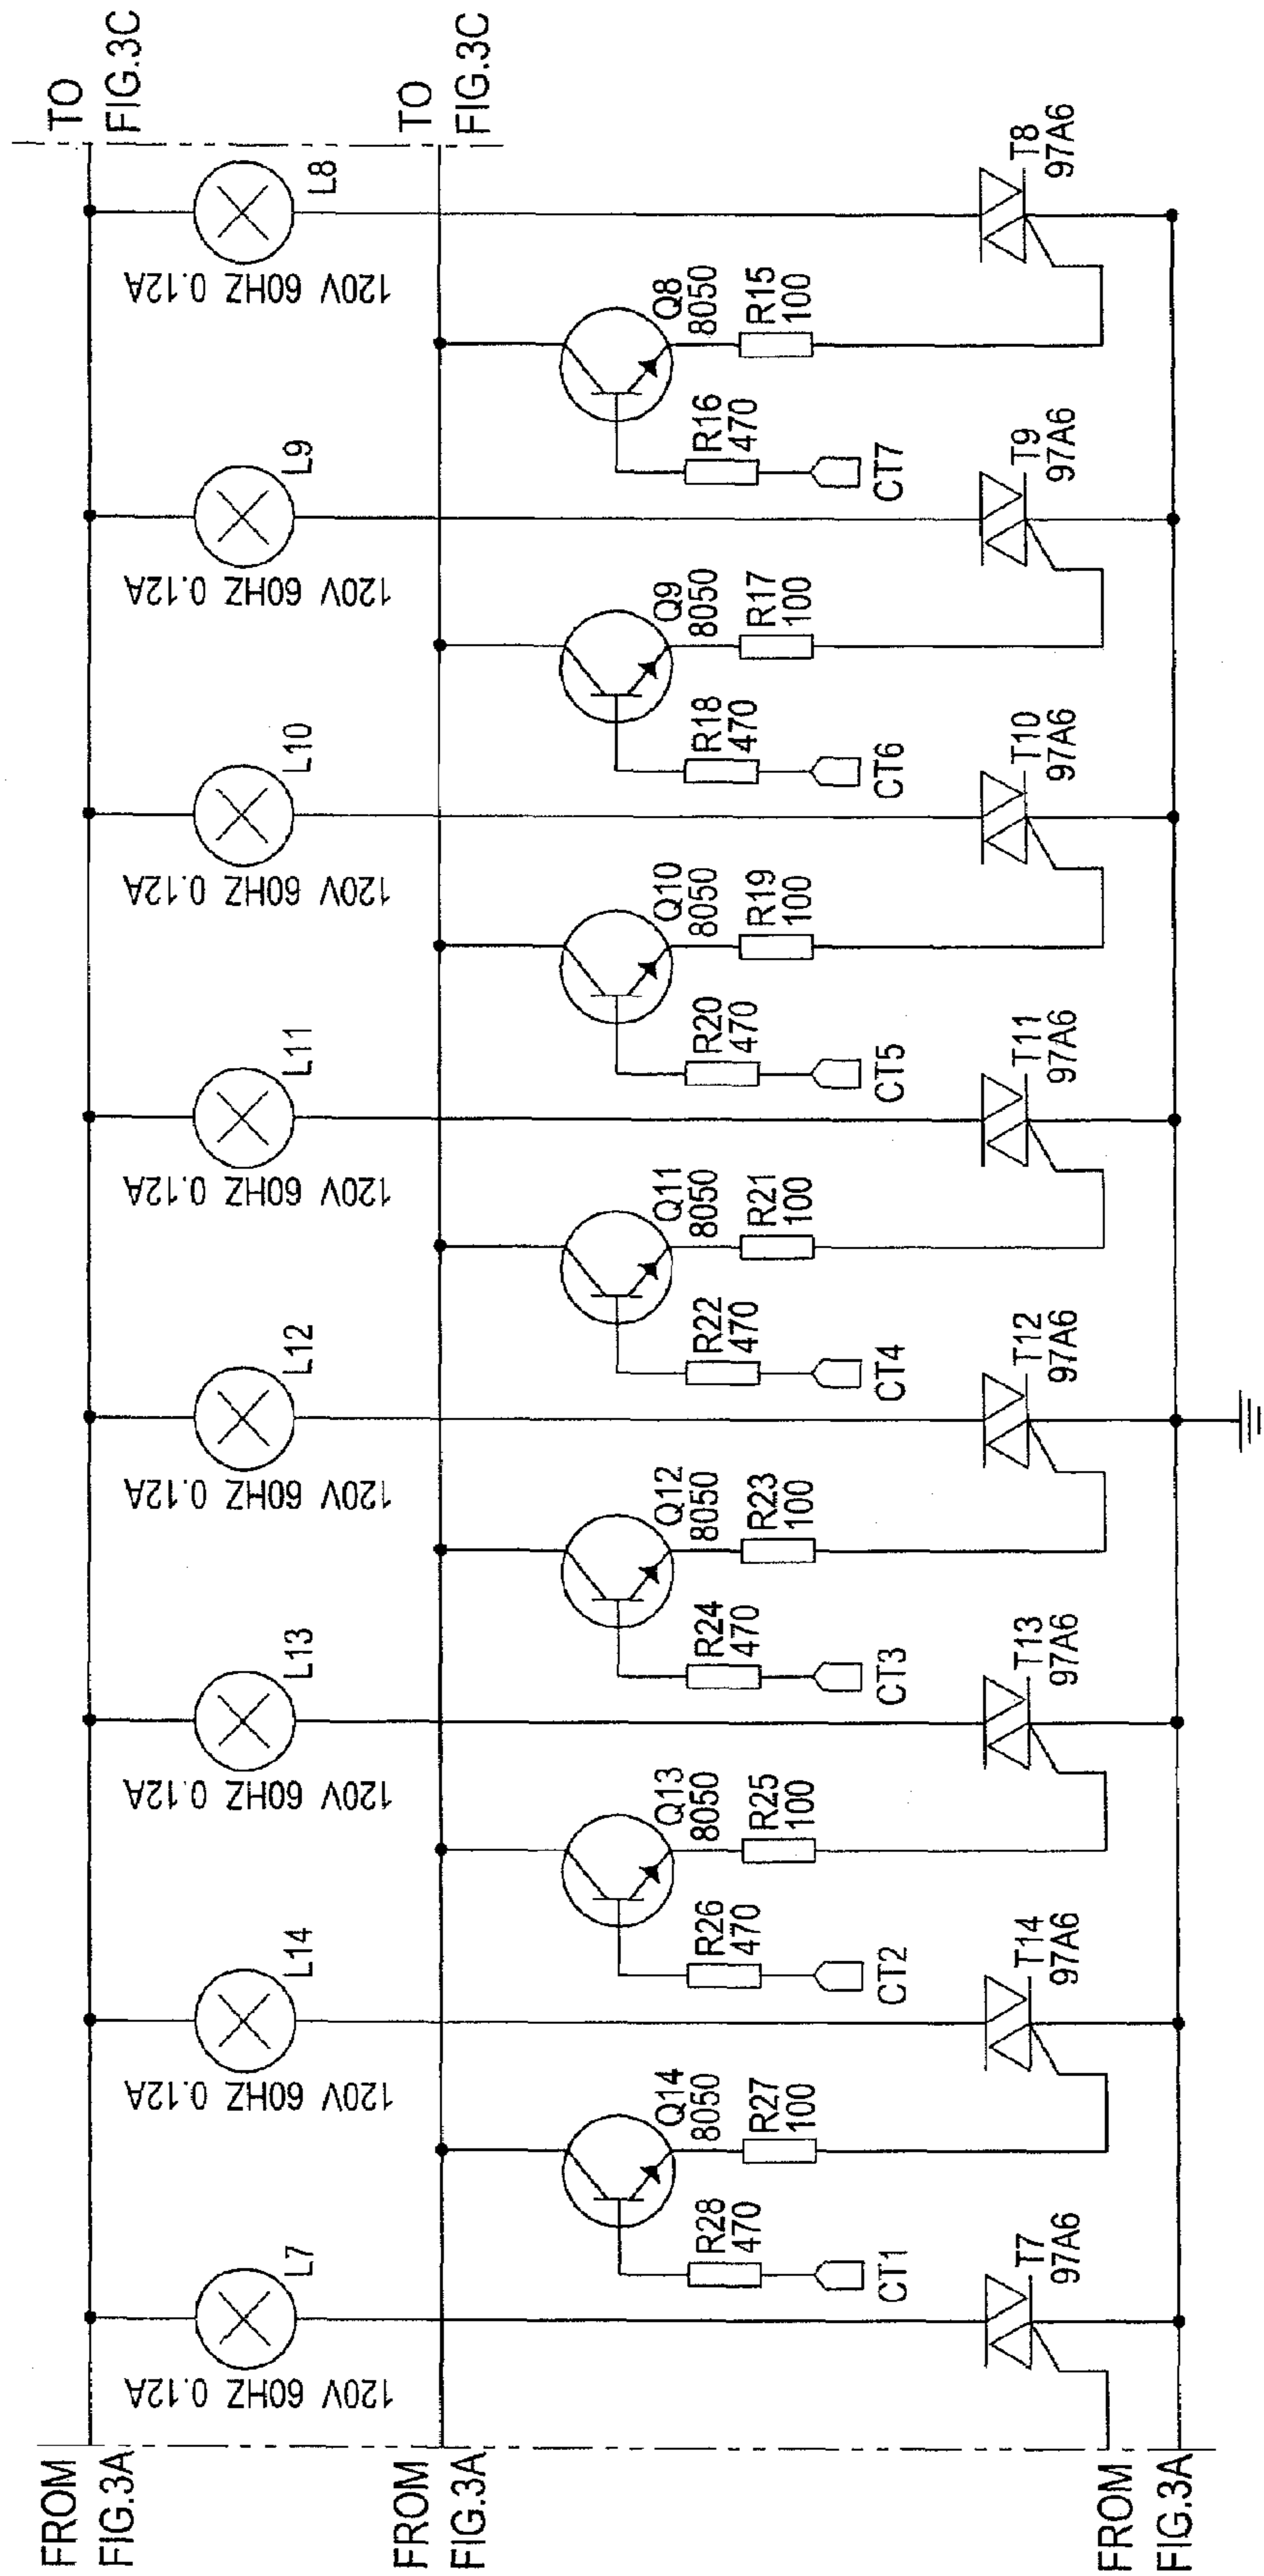 FROM
FIG.3A
TO
FIG.3C
120V 60HZ 0.12A
L7
120V 60HZ 0.12A
L14
120V 60HZ 0.12A
L13
120V 60HZ 0.12A
L12
120V 60HZ 0.12A
L11
120V 60HZ 0.12A
L10
120V 60HZ 0.12A
L9
120V 60HZ 0.12A
L8
FROM
FIG.3A
TO
FIG.3C
Q14
8050
R28
470
R27
100
CT1
Q13
8050
R26
470
R25
100
CT2
Q12
8050
R24
470
R23
100
CT3
Q11
8050
R22
470
R21
100
CT4
Q10
8050
R20
470
R19
100
CT5
Q9
8050
R18
470
R17
100
CT6
Q8
8050
R16
470
R15
100
CT7
T7
97A6
T14
97A6
T13
97A6
T12
97A6
T11
97A6
T10
97A6
T9
97A6
T8
97A6
FROM
FIG.3A